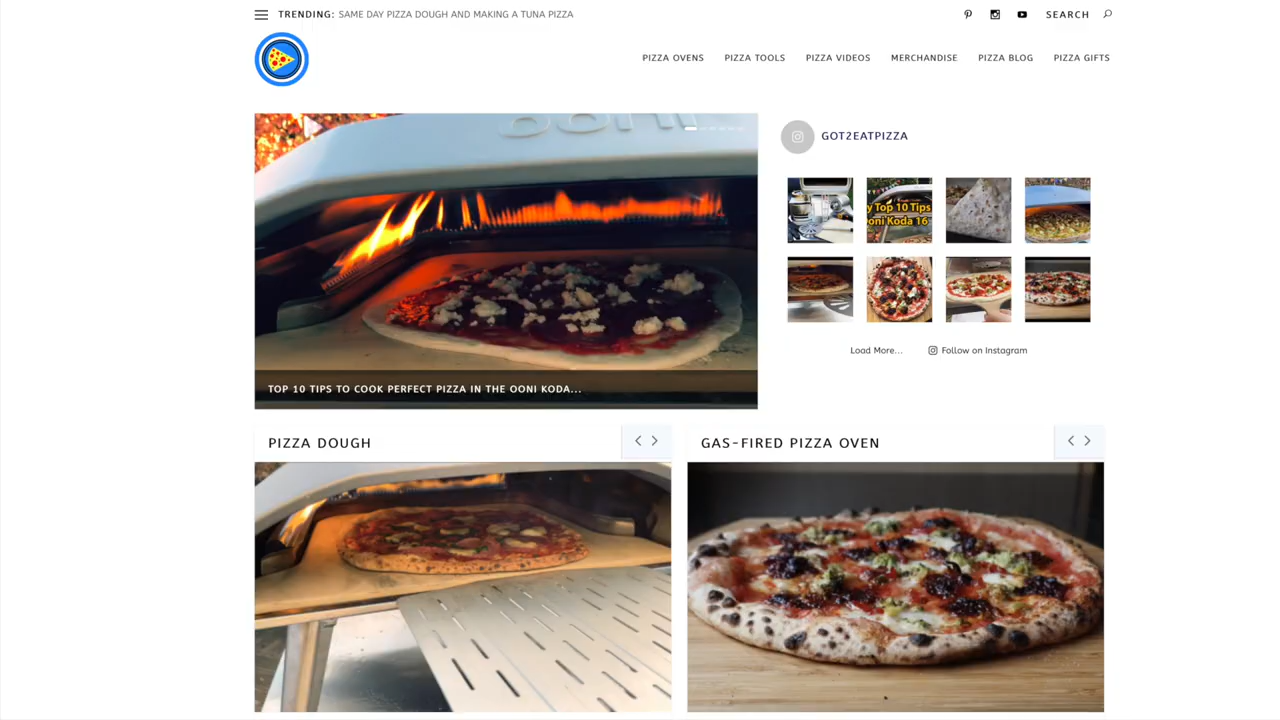 TRENDING: SAME DAY PIZZA DOUGH AND MAKING A TUNA PIZZA
SEARCH
PIZZA OVENS PIZZA TOOLS PIZZA VIDEOS MERCHANDISE PIZZA BLOG PIZZA GIFTS
ooni
GOT2EATPIZZA
y Top 10 Tips
Ooni Koda 16
Load More...
Follow on Instagram
TOP 10 TIPS TO COOK PERFECT PIZZA IN THE OONI KODA...
PIZZA DOUGH
GAS-FIRED PIZZA OVEN